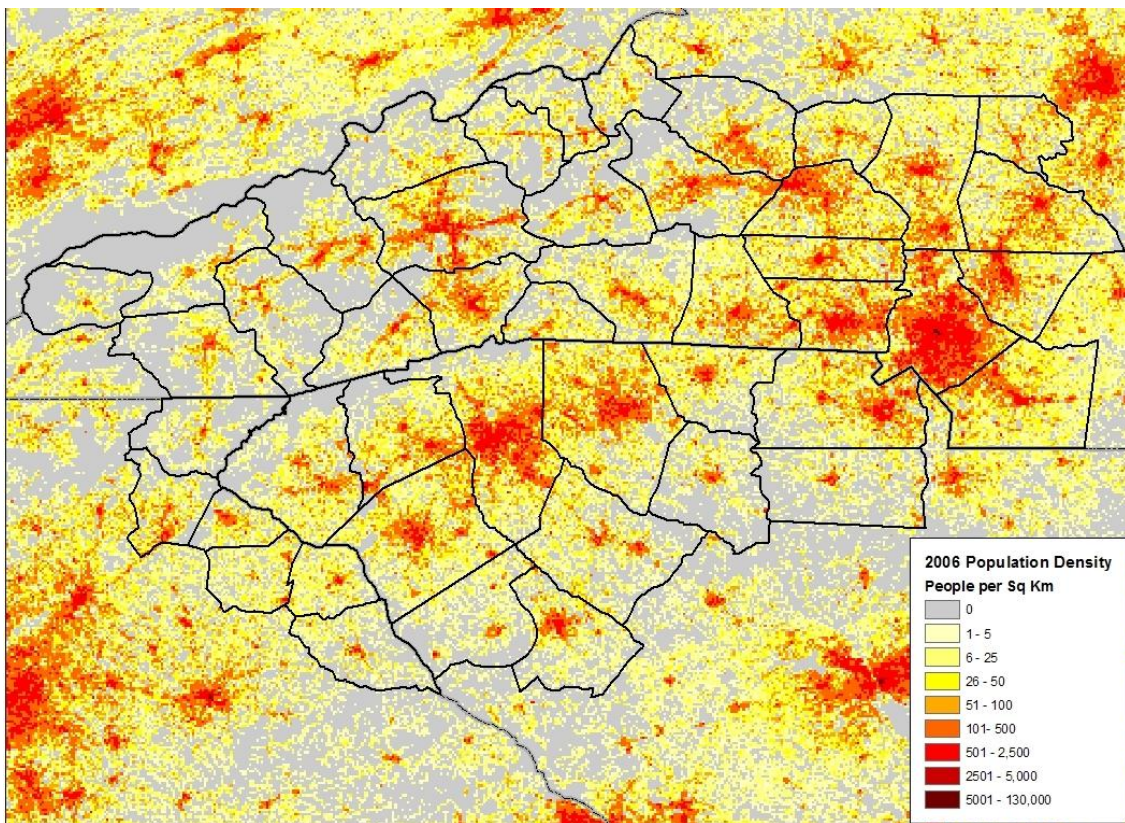 2006 Population Density
People per Sq Km
0
1 - 5
6 - 25
26 - 50
51 - 100
101- 500
501 - 2,500
2501 - 5,000
5001 - 130,000